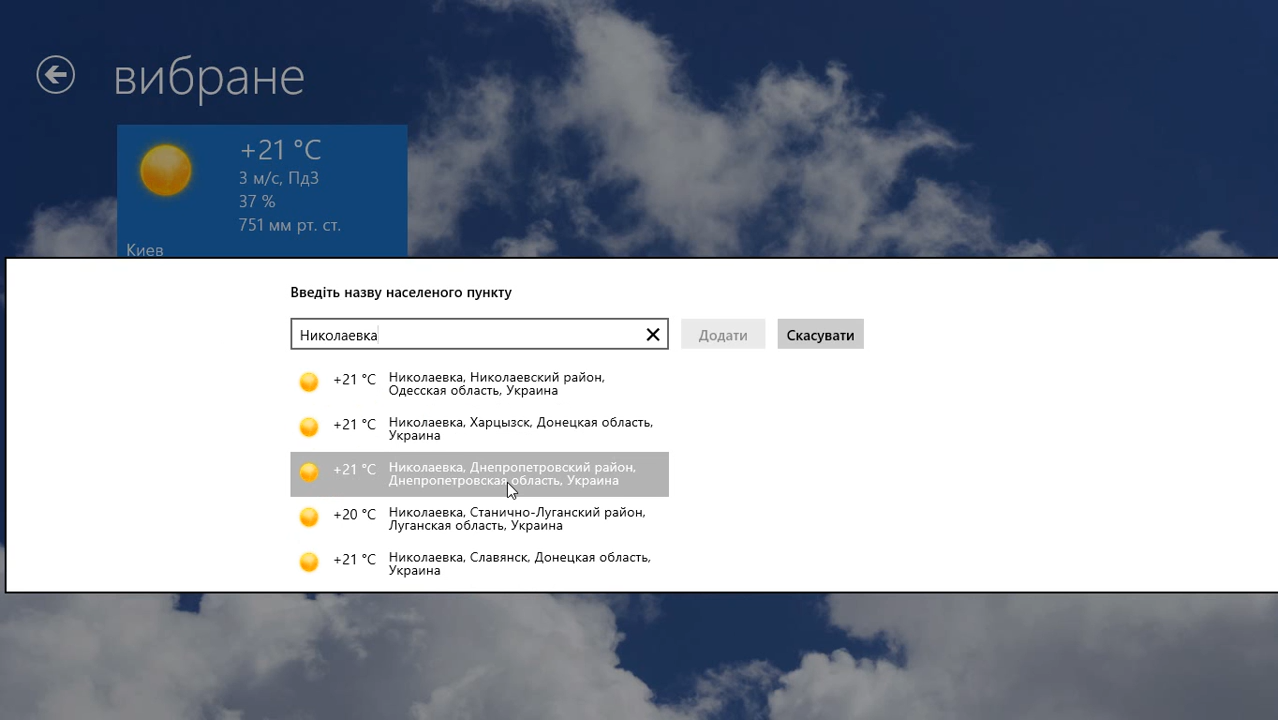 вибране
+21 °C
3 м/с, ПдЗ
37 %
751 мм рт. ст.
Киев
Введіть назву населеного пункту
Николаевка
Додати
Скасувати
+21 °C
Николаевка, Николаевский район,
Одесская область, Украина
+21 °C
Николаевка, Харцызск, Донецкая область,
Украина
+21 °C
Николаевка, Днепропетровский район,
Днепропетровская область, Украина
+20 °C
Николаевка, Станично-Луганский район,
Луганская область, Украина
+21 °C
Николаевка, Славянск, Донецкая область,
Украина